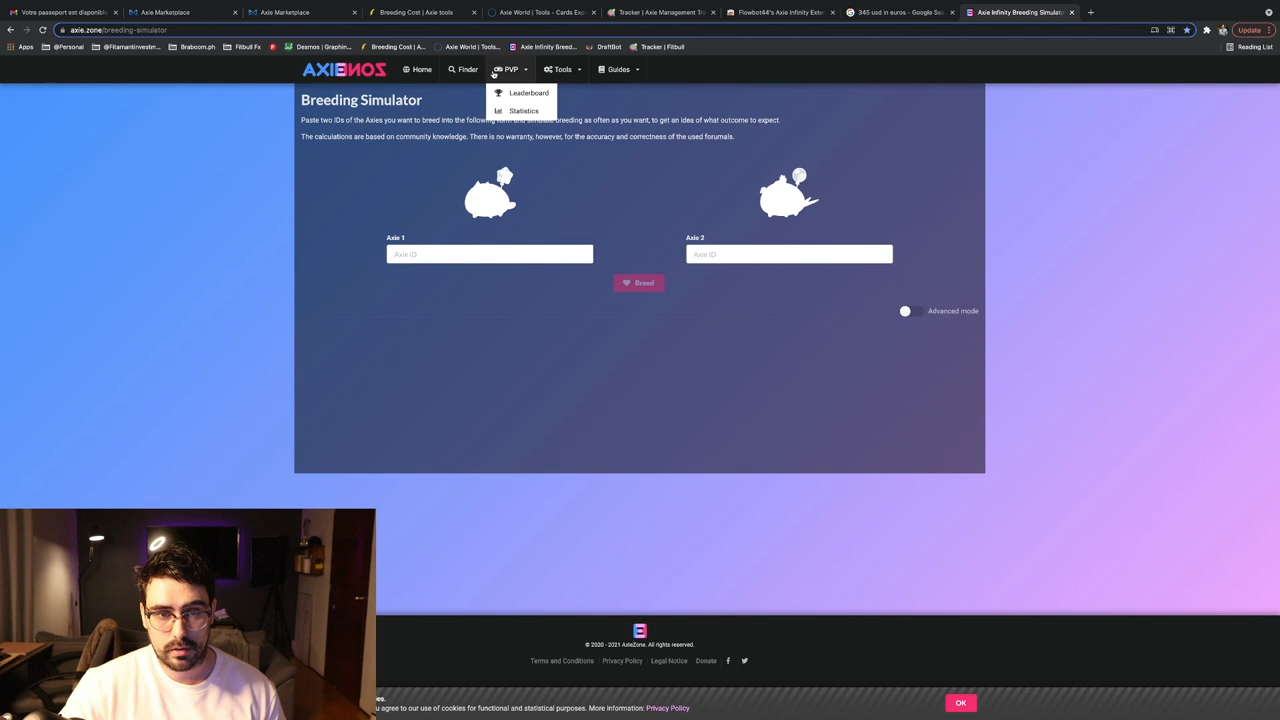 Votre passeport est disponible
Axie Marketplace
Axie Marketplace
Breeding Cost | Axie tools
Axie World | Tools - Cards Exp
Tracker | Axie Management Tra
Flowbot44's Axie Infinity Exte
345 usd in euros - Google Sea
Axie Infinity Breeding Simulato
axie.zone/breeding-simulator
Update
Apps
@Personal
@Fitamantinvestm...
Braboom.ph
Fitbull Fx
Desmos | Graphin...
Breeding Cost | A...
Axie World | Tools...
Axie Infinity Breed...
DraftBot
Tracker | Fitbull
Reading List
AXIE ZONE
Home
Finder
PVP
Tools
Guides
Leaderboard
Statistics
Breeding Simulator
Paste two IDs of the Axies you want to breed into the following breeding as often as you want, to get an idea of what outcome to expect.
The calculations are based on community knowledge. There is no warranty, however, for the accuracy and correctness of the used forumals.
Axie 1
Axie 2
Axie ID
Axie ID
Breed
Advanced mode
© 2020 - 2021 AxieZone. All rights reserved.
Terms and Conditions
Privacy Policy
Legal Notice
Donate
es.
u agree to our use of cookies for functional and statistical purposes. More Information: Privacy Policy
OK